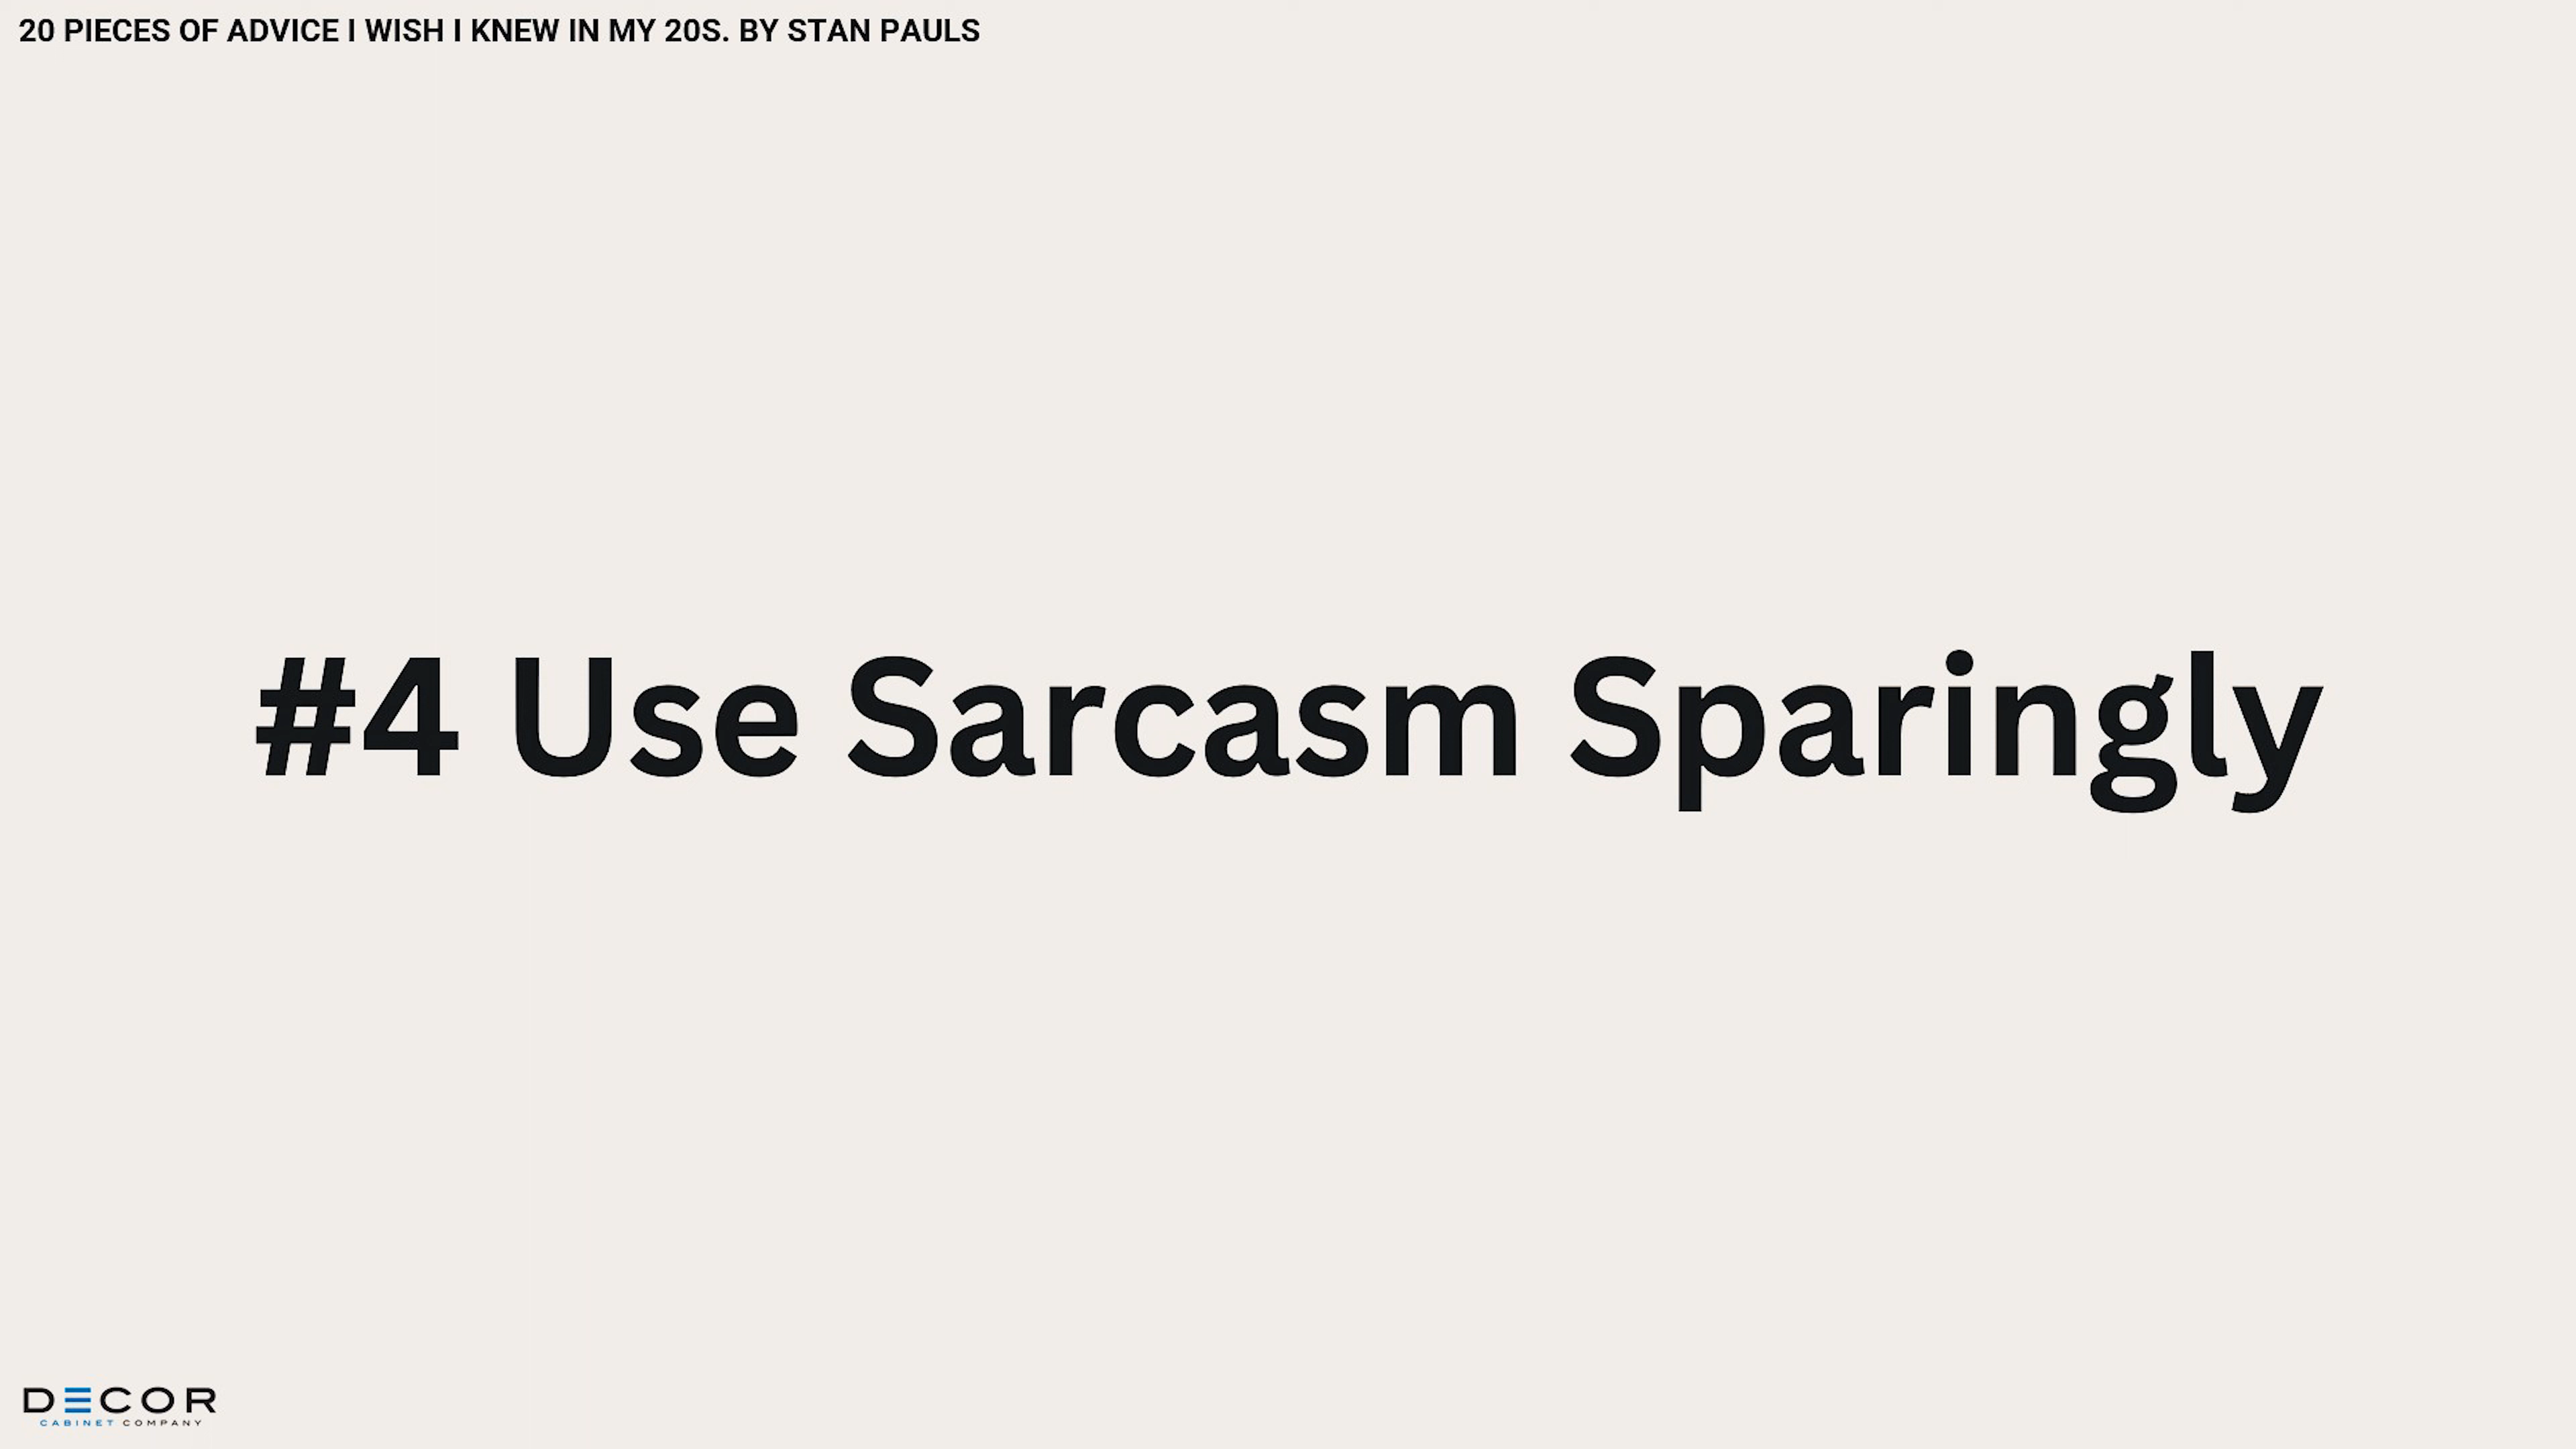 20 PIECES OF ADVICE I WISH I KNEW IN MY 20S. BY STAN PAULS
#4 Use Sarcasm Sparingly
DECOR
CABINET COMPANY